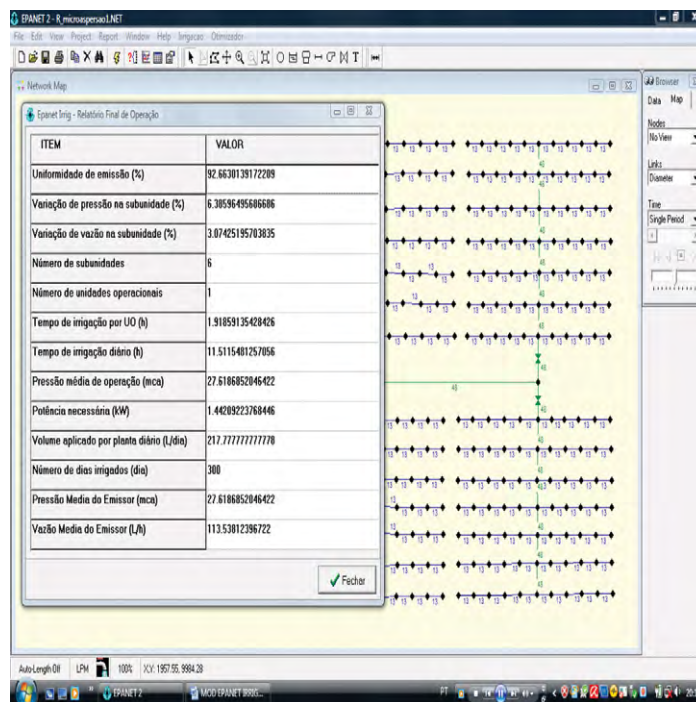 EPANET 2 - R_microaspersao1.NET
File Edit View Project Report Window Help Irrigacao Otimizador
Network Map
Browser
Data Map
Nodes
No View
Links
Diameter
Time
Single Period
Epanet Irrig - Relatório Final de Operação
ITEM VALOR
Uniformidade de emissão (%) 92.6630139172209
Variação de pressão na subunidade (%) 6.30596495606606
Variação de vazão na subunidade (%) 3.07425195703835
Número de subunidades 6
Número de unidades operacionais 1
Tempo de irrigação por UO (h) 1.91859135428426
Tempo de irrigação diário (h) 11.5115481257056
Pressão média de operação (mca) 27.6186852046422
Potência necessária (kW) 1.44209223768446
Volume aplicado por planta diário (L/dia) 217.777777777778
Número de dias irrigados (dia) 300
Pressão Media do Emissor (mca) 27.6186852046422
Vazão Media do Emissor (L/h) 113.53812396722
Fechar
Auto-Length Off LPM 100% X,Y: 1957.55, 9984.28
EPANET 2 MOD EPANET IRRIG... PT